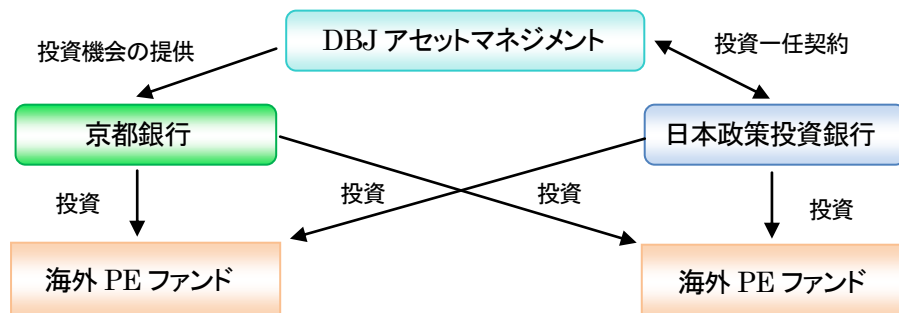 DBJ アセットマネジメント
投資機会の提供
投資一任契約
京都銀行
日本政策投資銀行
投資
投資
投資
投資
海外 PE ファンド
海外 PE ファンド